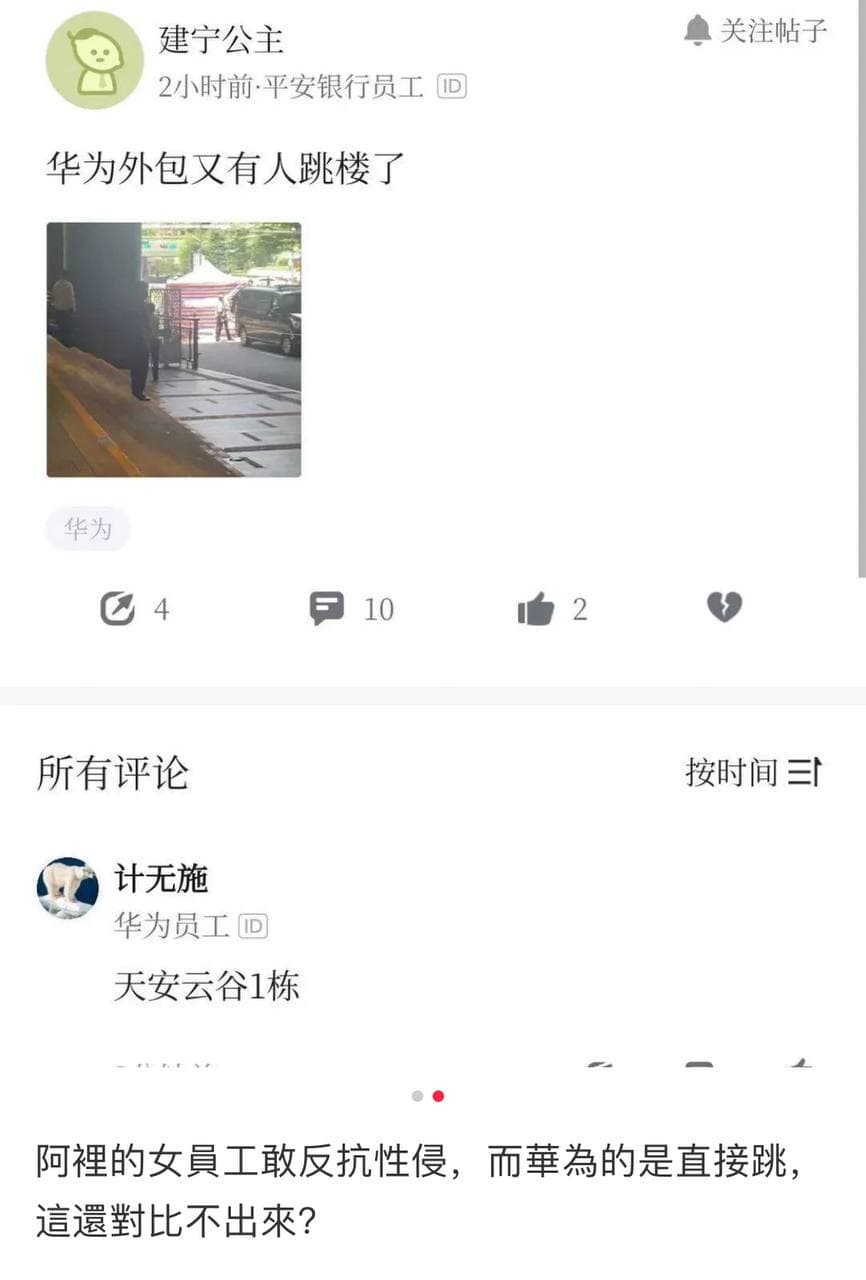 建宁公主
关注帖子
2小时前·平安银行员工 ID
华为外包又有人跳楼了
华为
4
10
2
所有评论
按时间
计无施
华为员工 ID
天安云谷1栋
阿裡的女員工敢反抗性侵，而華為的是直接跳，
這還對比不出來？